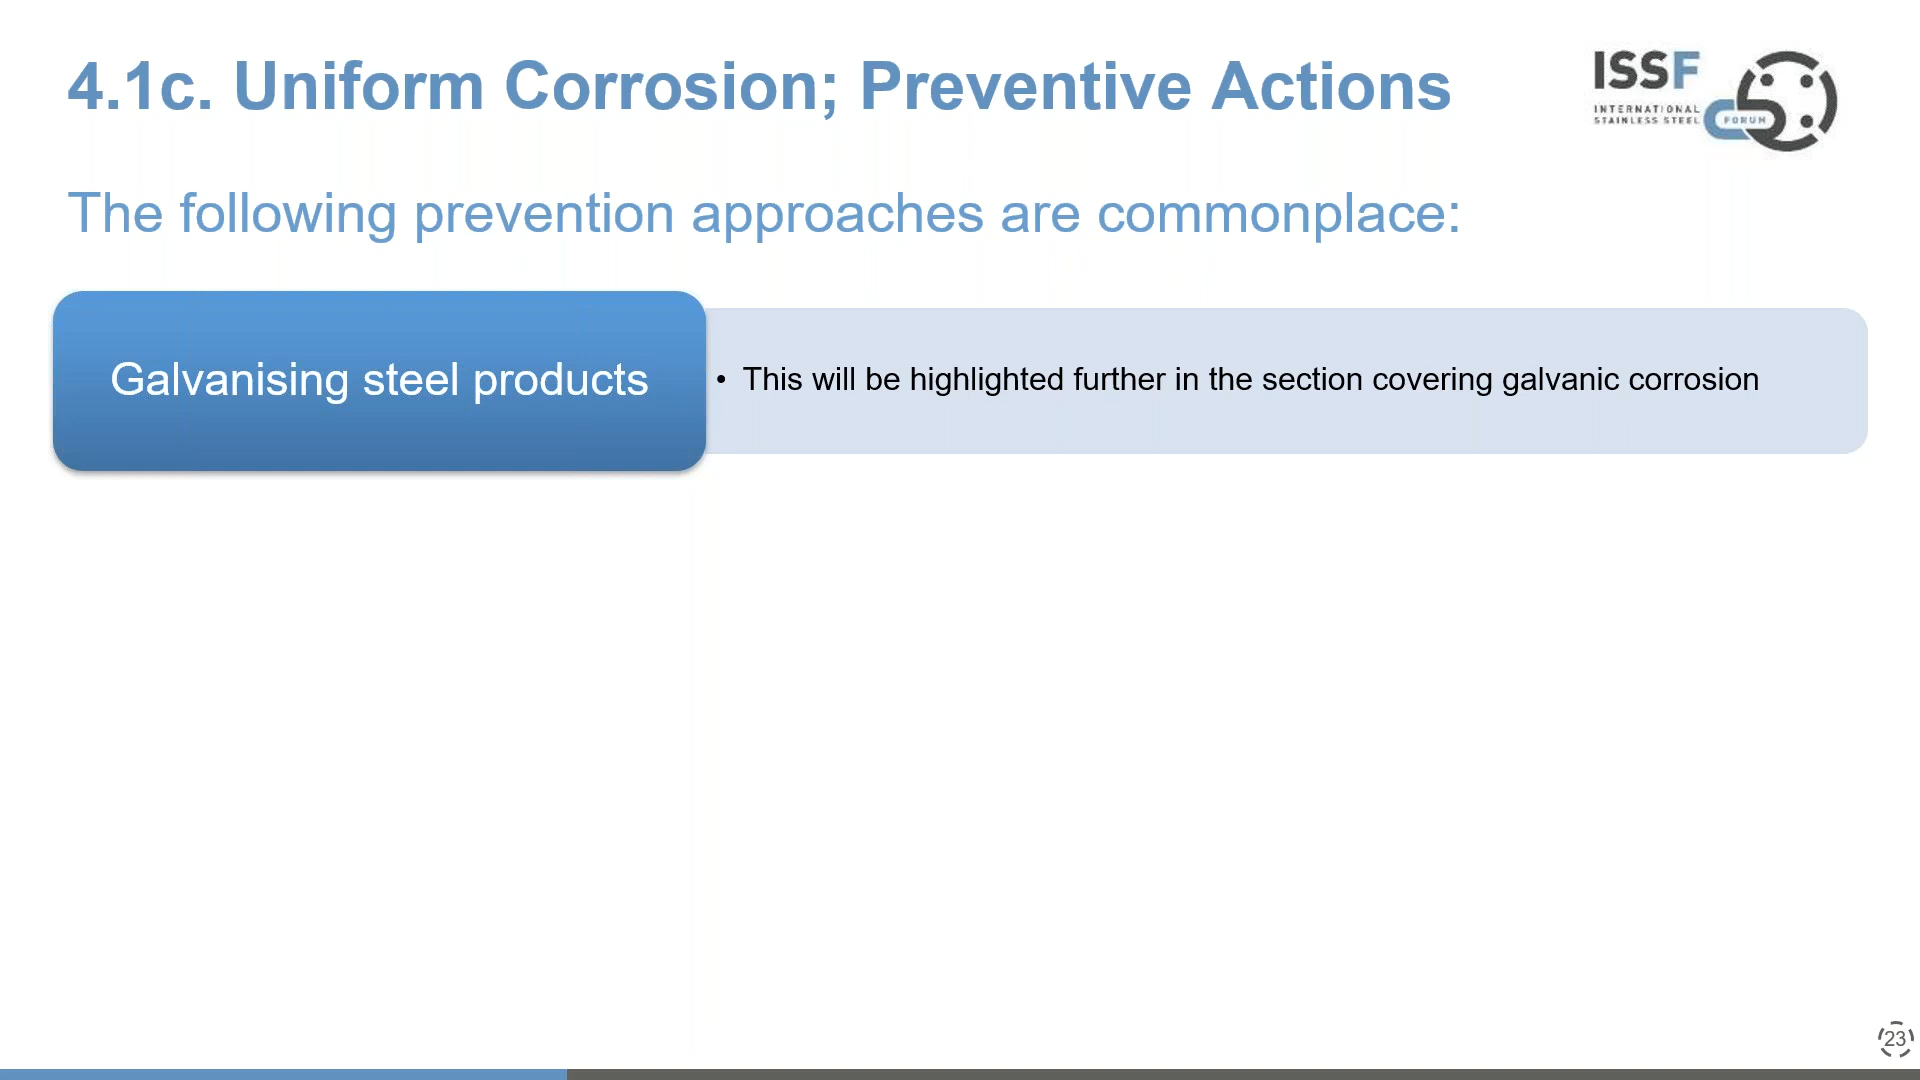 4.1c. Uniform Corrosion; Preventive Actions
ISSF
INTERNATIONAL
STAINLESS STEEL
FORUM
The following prevention approaches are commonplace:
Galvanising steel products
• This will be highlighted further in the section covering galvanic corrosion
23